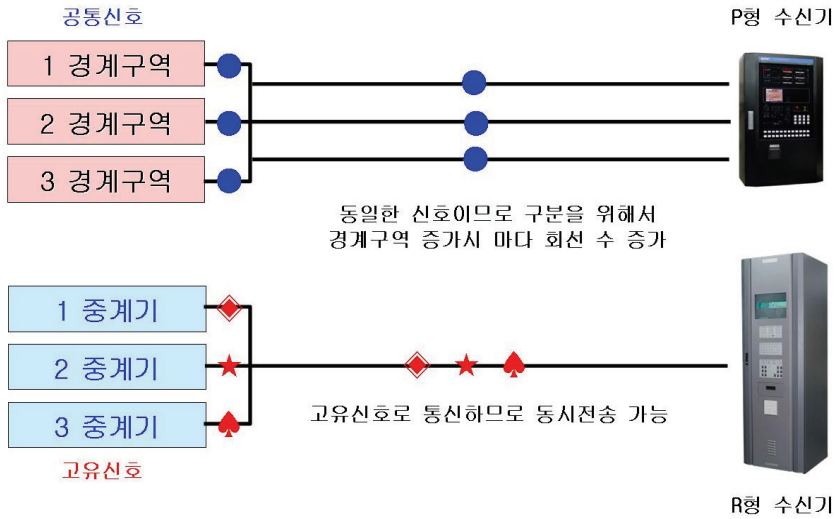 공통신호
P형 수신기
1 경계구역
2 경계구역
3 경계구역
동일한 신호이므로 구분을 위해서
경계구역 증가시 마다 회선 수 증가
1 중계기
2 중계기
3 중계기
고유신호로 통신하므로 동시전송 가능
고유신호
R형 수신기